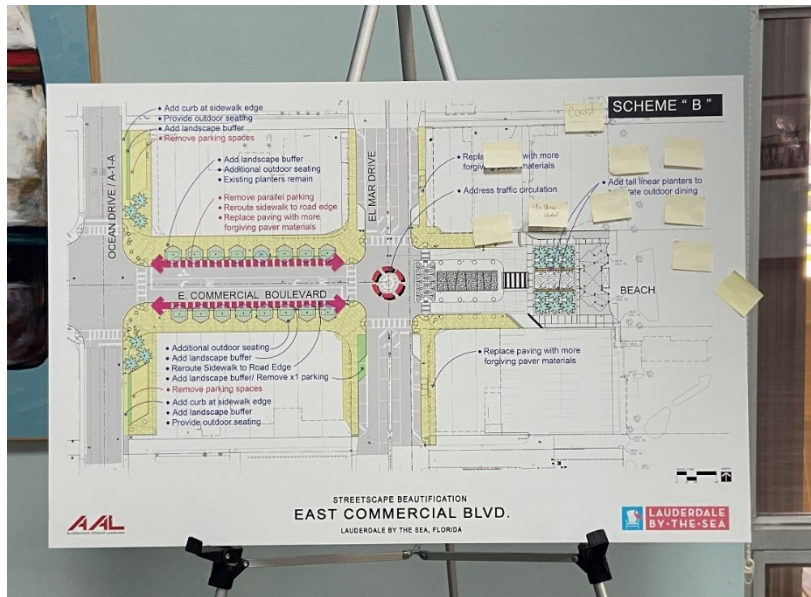 SCHEME " B "
• Add curb at sidewalk edge
• Provide outdoor seating
• Add landscape buffer
• Remove parking spaces
OCEAN DRIVE / A-1-A
• Add landscape buffer
• Additional outdoor seating
• Existing planters remain
• Remove parallel parking
• Reroute sidewalk to road edge
• Replace paving with more
forgiving paver materials
EL MAR DRIVE
with more
materials
• Address traffic circulation
• Add tall linear planters to
outdoor dining
E. COMMERCIAL BOULEVARD
BEACH
• Additional outdoor seating
• Add landscape buffer
• Reroute Sidewalk to Road Edge
• Add landscape buffer/ Remove x1 parking
• Remove parking spaces
• Add curb at sidewalk edge
• Add landscape buffer
• Provide outdoor seating
• Replace paving with more
forgiving paver materials
STREETSCAPE BEAUTIFICATION
EAST COMMERCIAL BLVD.
LAUDERDALE BY THE SEA, FLORIDA
AAL
LAUDERDALE
BY·THE·SEA